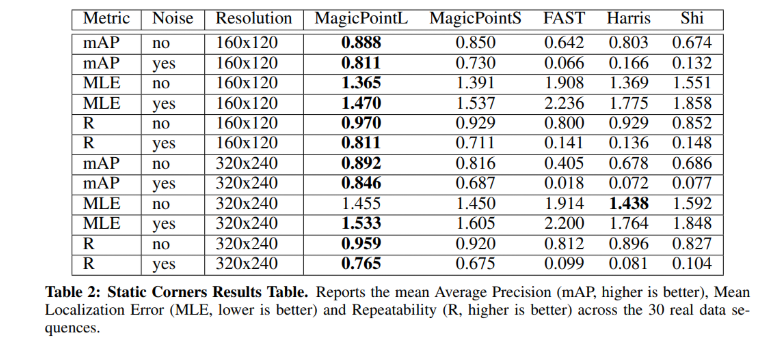 Metric Noise Resolution MagicPointL MagicPointS FAST Harris Shi
mAP no 160x120 0.888 0.850 0.642 0.803 0.674
mAP yes 160x120 0.811 0.730 0.066 0.166 0.132
MLE no 160x120 1.365 1.391 1.908 1.369 1.551
MLE yes 160x120 1.470 1.537 2.236 1.775 1.858
R no 160x120 0.970 0.929 0.800 0.929 0.852
R yes 160x120 0.811 0.711 0.141 0.136 0.148
mAP no 320x240 0.892 0.816 0.405 0.678 0.686
mAP yes 320x240 0.846 0.687 0.018 0.072 0.077
MLE no 320x240 1.455 1.450 1.914 1.438 1.592
MLE yes 320x240 1.533 1.605 2.200 1.764 1.848
R no 320x240 0.959 0.920 0.812 0.896 0.827
R yes 320x240 0.765 0.675 0.099 0.081 0.104
Table 2: Static Corners Results Table. Reports the mean Average Precision (mAP, higher is better), Mean
Localization Error (MLE, lower is better) and Repeatability (R, higher is better) across the 30 real data se-
quences.